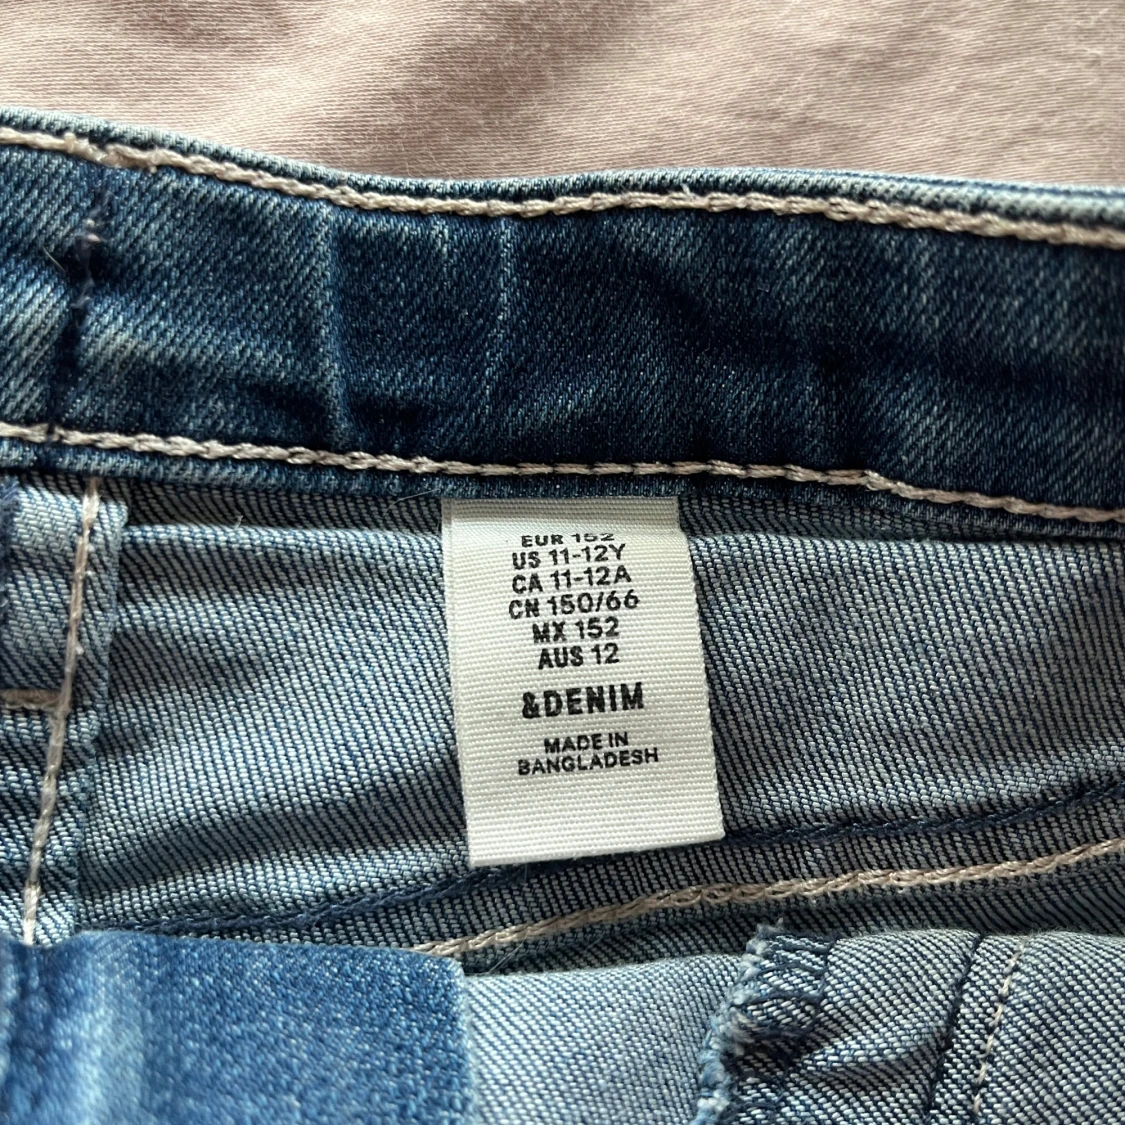 EUR 152
US 11-12Y
CA 11-12A
CN 150/66
MX 152
AUS 12
&DENIM
MADE IN
BANGLADESH